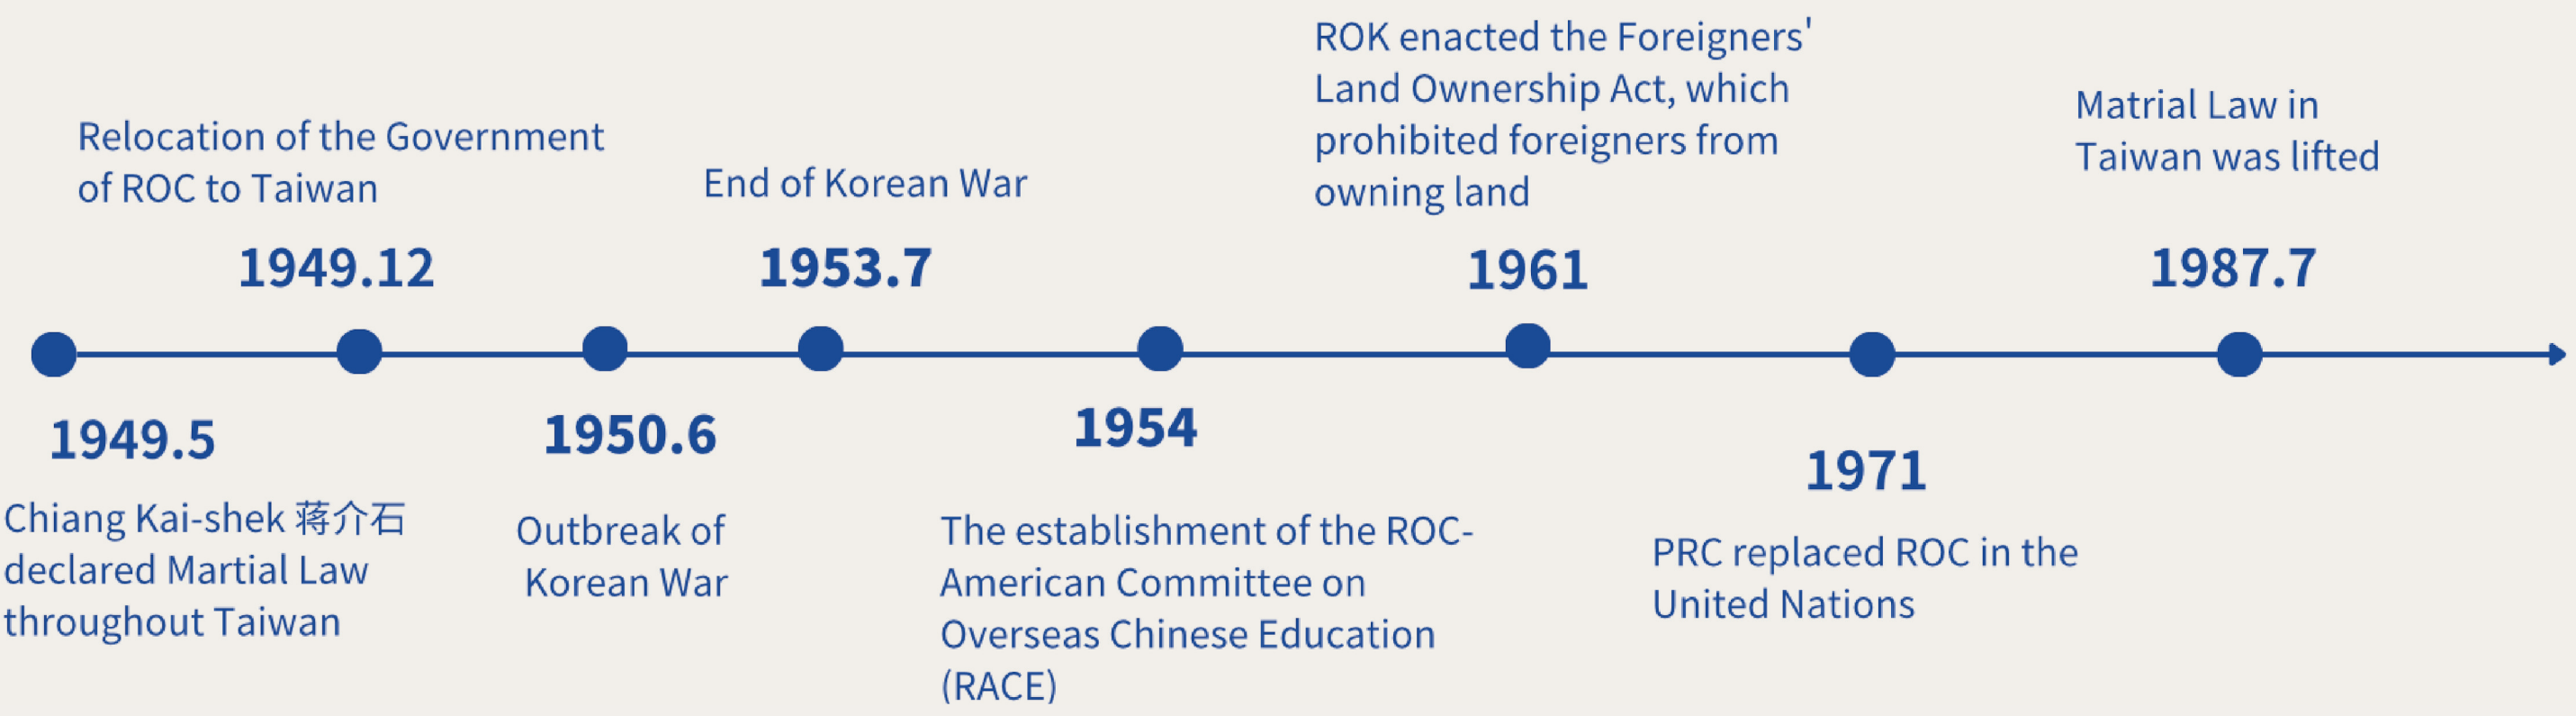 Relocation of the Government
of ROC to Taiwan
1949.12
End of Korean War
1953.7
ROK enacted the Foreigners'
Land Ownership Act, which
prohibited foreigners from
owning land
1961
Matrial Law in
Taiwan was lifted
1987.7
1949.5
Chiang Kai-shek 蒋介石
declared Martial Law
throughout Taiwan
1950.6
Outbreak of
Korean War
1954
The establishment of the ROC-
American Committee on
Overseas Chinese Education
(RACE)
1971
PRC replaced ROC in the
United Nations